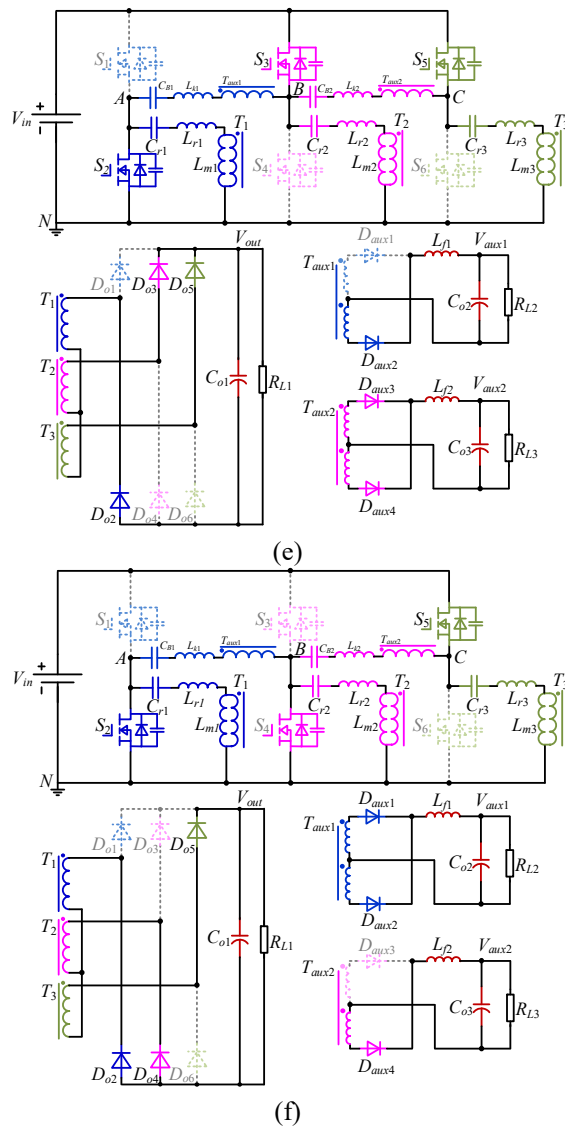 S1 S3 S5
CB1 Lk1 Taux1 B CB2 Lk2 Taux2 C
A
Vin
Cr1 Lr1 T1 Cr2 Lr2 T2 Cr3 Lr3 T3
S2 Lm1 S4 Lm2 S6 Lm3
N
Vout
Do1 Do3 Do5
T1
T2
T3
Co1 RL1
Do2 Do4 Do6
Daux1 Lf1 Vaux1
Taux1
Co2 RL2
Daux2
Daux3 Lf2 Vaux2
Taux2
Co3 RL3
Daux4
(e)
S1 S3 S5
CB1 Lk1 Taux1 B CB2 Lk2 Taux2 C
A
Vin
Cr1 Lr1 T1 Cr2 Lr2 T2 Cr3 Lr3 T3
S2 Lm1 S4 Lm2 S6 Lm3
N
Vout
Do1 Do3 Do5
T1
T2
T3
Co1 RL1
Do2 Do4 Do6
Daux1 Lf1 Vaux1
Taux1
Co2 RL2
Daux2
Daux3 Lf2 Vaux2
Taux2
Co3 RL3
Daux4
(f)